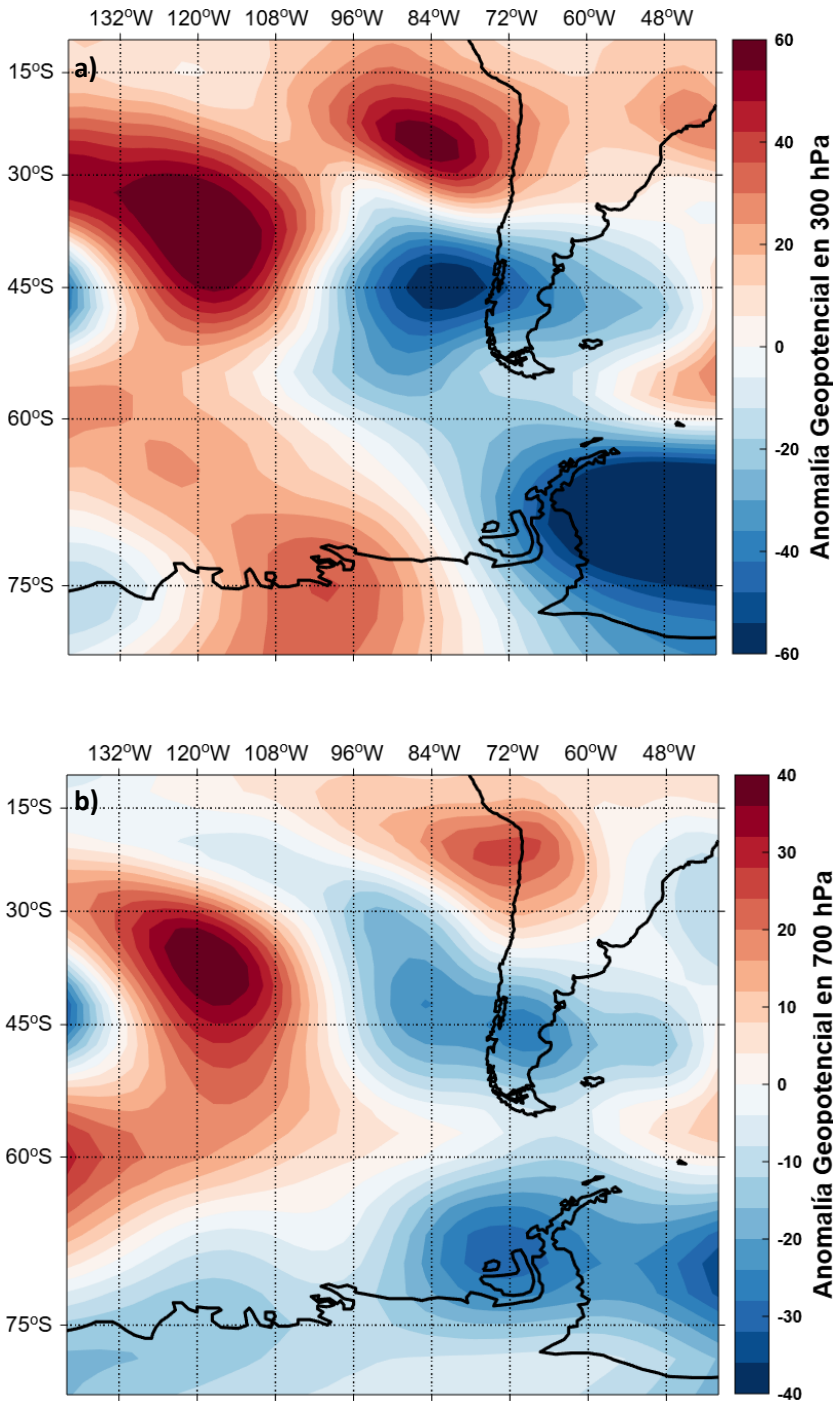 132°W 120°W 108°W 96°W 84°W 72°W 60°W 48°W
a)
15°S
30°S
45°S
60°S
75°S
60
40
20
0
-20
-40
-60
Anomalía Geopotencial en 300 hPa
132°W 120°W 108°W 96°W 84°W 72°W 60°W 48°W
b)
15°S
30°S
45°S
60°S
75°S
40
30
20
10
0
-10
-20
-30
-40
Anomalía Geopotencial en 700 hPa